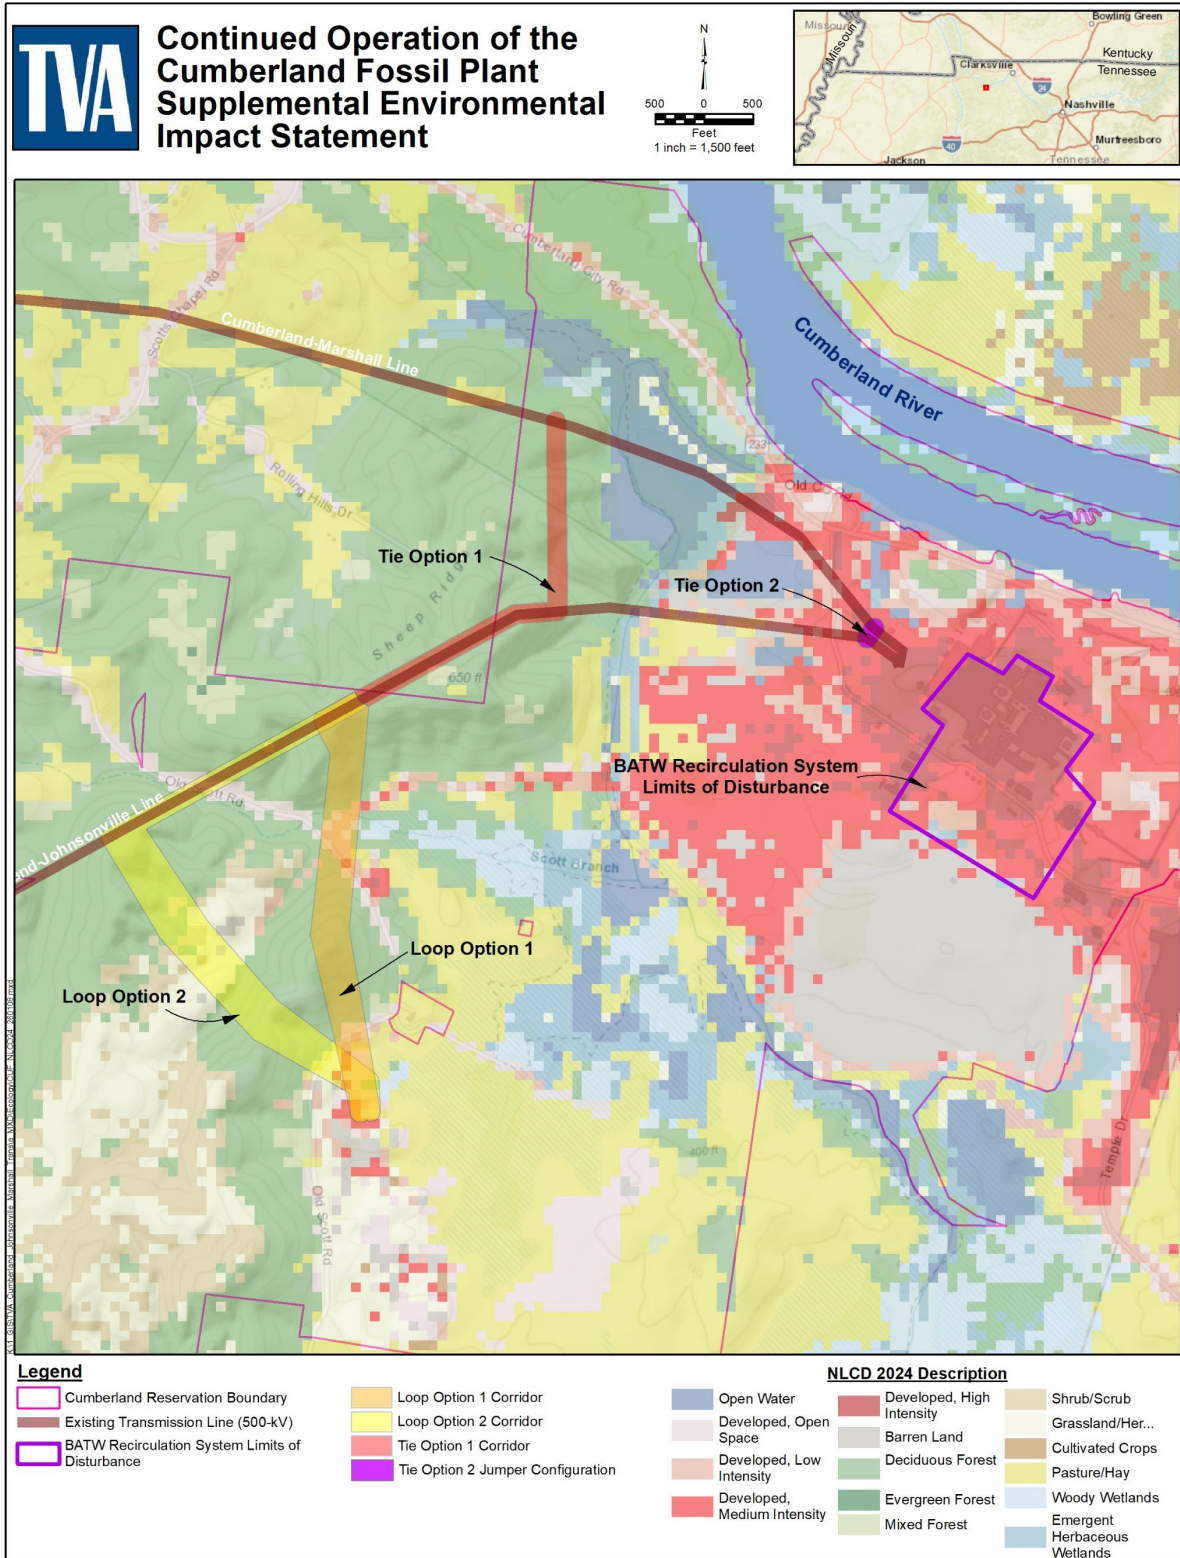 TVA
Continued Operation of the
Cumberland Fossil Plant
Supplemental Environmental
Impact Statement
N
500 0 500
Feet
1 inch = 1,500 feet
Missouri
Missouri
Bowling Green
Kentucky
Tennessee
Clarksville
24
Nashville
40
Murfreesboro
Jackson
Tennessee
Scotts Chapel Rd
Cumberland City Rd
Cumberland-Marshall Line
Cumberland River
233
Old CC Rd
Rolling Hills Dr
Tie Option 1
Tie Option 2
Sheep Ridge
650 ft
BATW Recirculation System
Limits of Disturbance
Old Scott Rd
and-Johnsonville Line
Scott Branch
Loop Option 1
Loop Option 2
400 ft
Temple Dr
Old Scott Rd
Legend
Cumberland Reservation Boundary
Existing Transmission Line (500-kV)
BATW Recirculation System Limits of
Disturbance
Loop Option 1 Corridor
Loop Option 2 Corridor
Tie Option 1 Corridor
Tie Option 2 Jumper Configuration
NLCD 2024 Description
Open Water
Developed, Open
Space
Developed, Low
Intensity
Developed,
Medium Intensity
Developed, High
Intensity
Barren Land
Deciduous Forest
Evergreen Forest
Mixed Forest
Shrub/Scrub
Grassland/Her...
Cultivated Crops
Pasture/Hay
Woody Wetlands
Emergent
Herbaceous
Wetlands